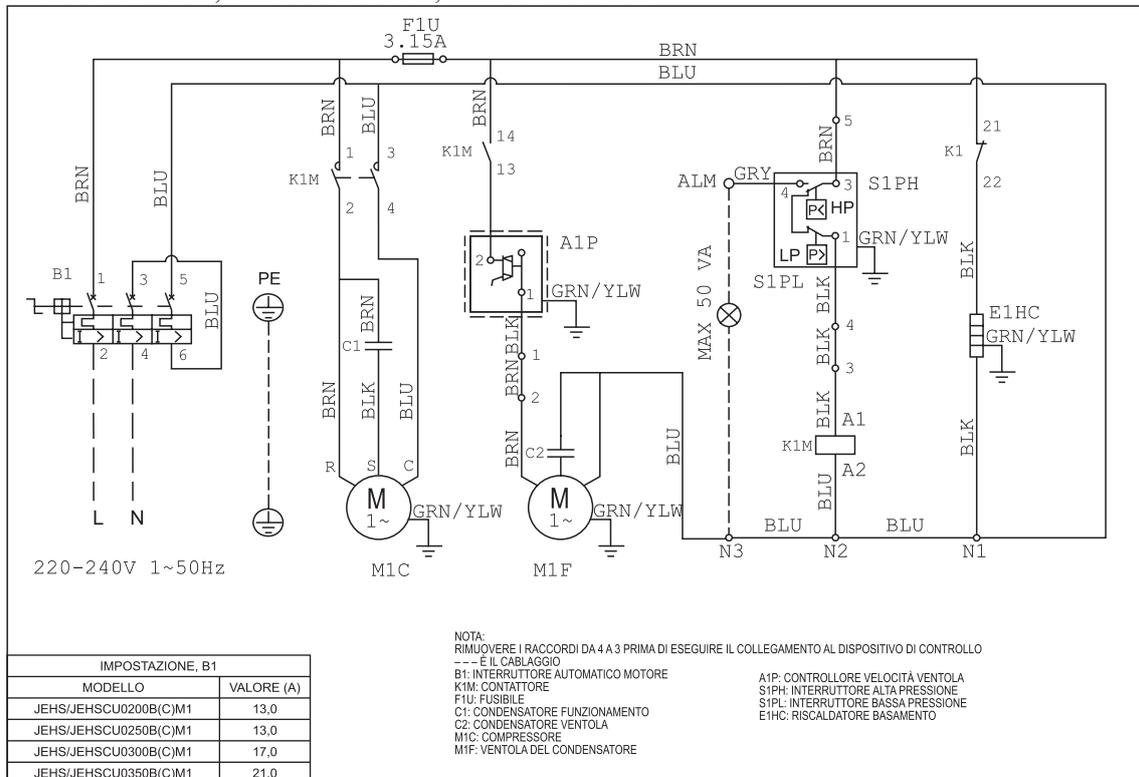 F1U
3.15A
BRN
BLU
BRN
BLU
BRN
BLU
BRN
14
K1M
13
1
3
K1M
2
4
5
BRN
21
K1
22
ALM
GRY
4
3
S1PH
P< HP
LP P>
1
S1PL
GRN/YLW
B1
1
3
5
BLU
2
4
6
PE
A1P
2
1
GRN/YLW
BLK
1
BRN
2
BRN
MAX 50 VA
BLK
4
BLK
3
BLK
BLK
E1HC
GRN/YLW
BLK
C1
BRN
BRN
BLK
BLU
C2
BLU
A1
K1M
A2
BLU
R
S
C
M
1~
GRN/YLW
M1C
M
1~
GRN/YLW
M1F
L
N
220-240V 1~50Hz
BLU
BLU
N3
N2
N1
NOTA:
RIMUOVERE I RACCORDI DA 4 A 3 PRIMA DI ESEGUIRE IL COLLEGAMENTO AL DISPOSITIVO DI CONTROLLO
--- È IL CABLAGGIO
B1: INTERRUTTORE AUTOMATICO MOTORE
K1M: CONTATTORE
F1U: FUSIBILE
C1: CONDENSATORE FUNZIONAMENTO
C2: CONDENSATORE VENTOLA
M1C: COMPRESSORE
M1F: VENTOLA DEL CONDENSATORE
A1P: CONTROLLORE VELOCITÀ VENTOLA
S1PH: INTERRUTTORE ALTA PRESSIONE
S1PL: INTERRUTTORE BASSA PRESSIONE
E1HC: RISCALDATORE BASAMENTO
IMPOSTAZIONE, B1
MODELLO VALORE (A)
JEHS/JEHSCU0200B(C)M1 13,0
JEHS/JEHSCU0250B(C)M1 13,0
JEHS/JEHSCU0300B(C)M1 17,0
JEHS/JEHSCU0350B(C)M1 21,0